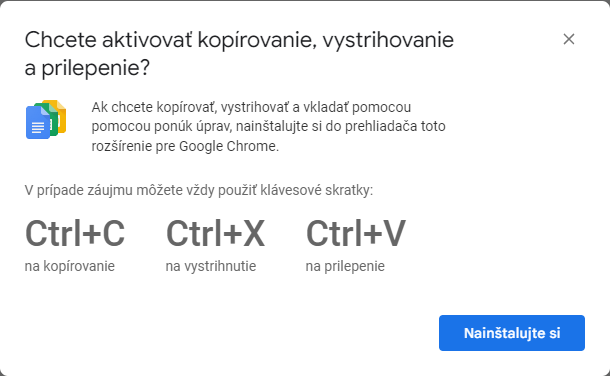 Chcete aktivovať kopírovanie, vystrihovanie
a prilepenie?
Ak chcete kopírovať, vystrihovať a vkladať pomocou
pomocou ponúk úprav, nainštalujte si do prehliadača toto
rozšírenie pre Google Chrome.
V prípade záujmu môžete vždy použiť klávesové skratky:
Ctrl+C Ctrl+X Ctrl+V
na kopírovanie na vystrihnutie na prilepenie
Nainštalujte si